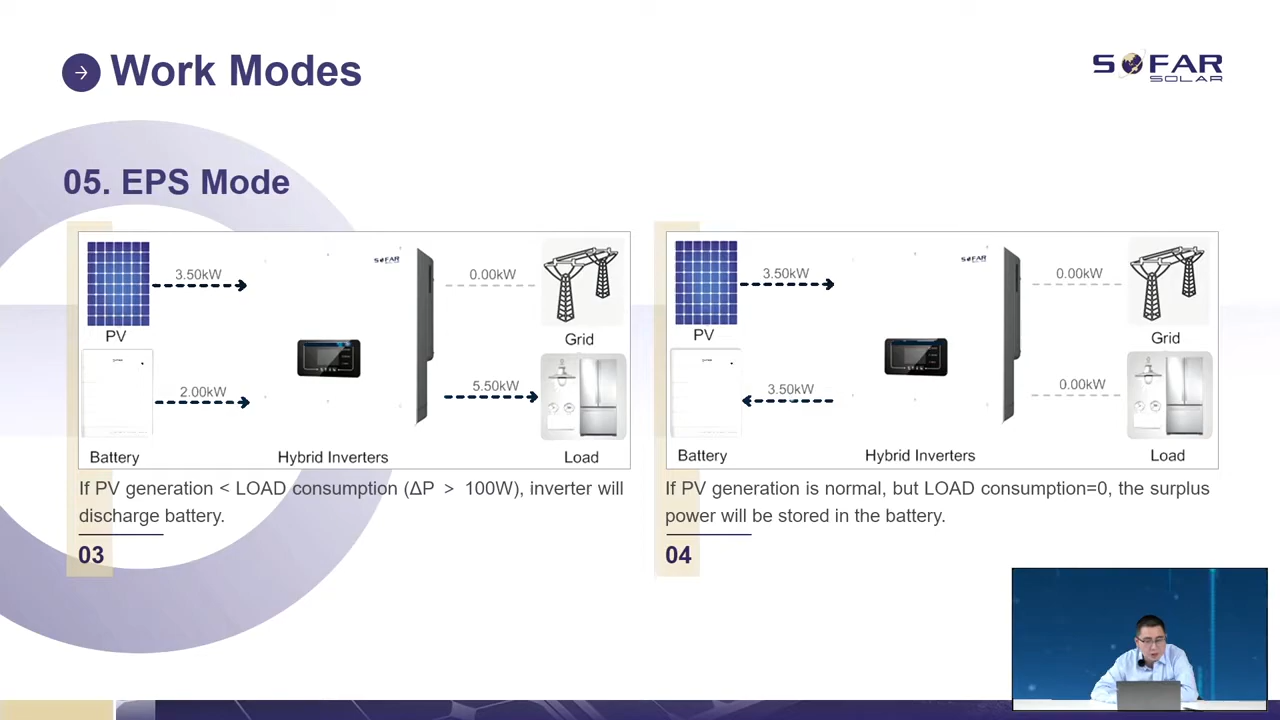 Work Modes
SOFAR
SOLAR
05. EPS Mode
3.50kW
SOFAR
0.00kW
PV
Grid
2.00kW
5.50kW
Battery
Hybrid Inverters
Load
If PV generation < LOAD consumption (ΔP > 100W), inverter will
discharge battery.
03
3.50kW
SOFAR
0.00kW
PV
Grid
3.50kW
0.00kW
Battery
Hybrid Inverters
Load
If PV generation is normal, but LOAD consumption=0, the surplus
power will be stored in the battery.
04